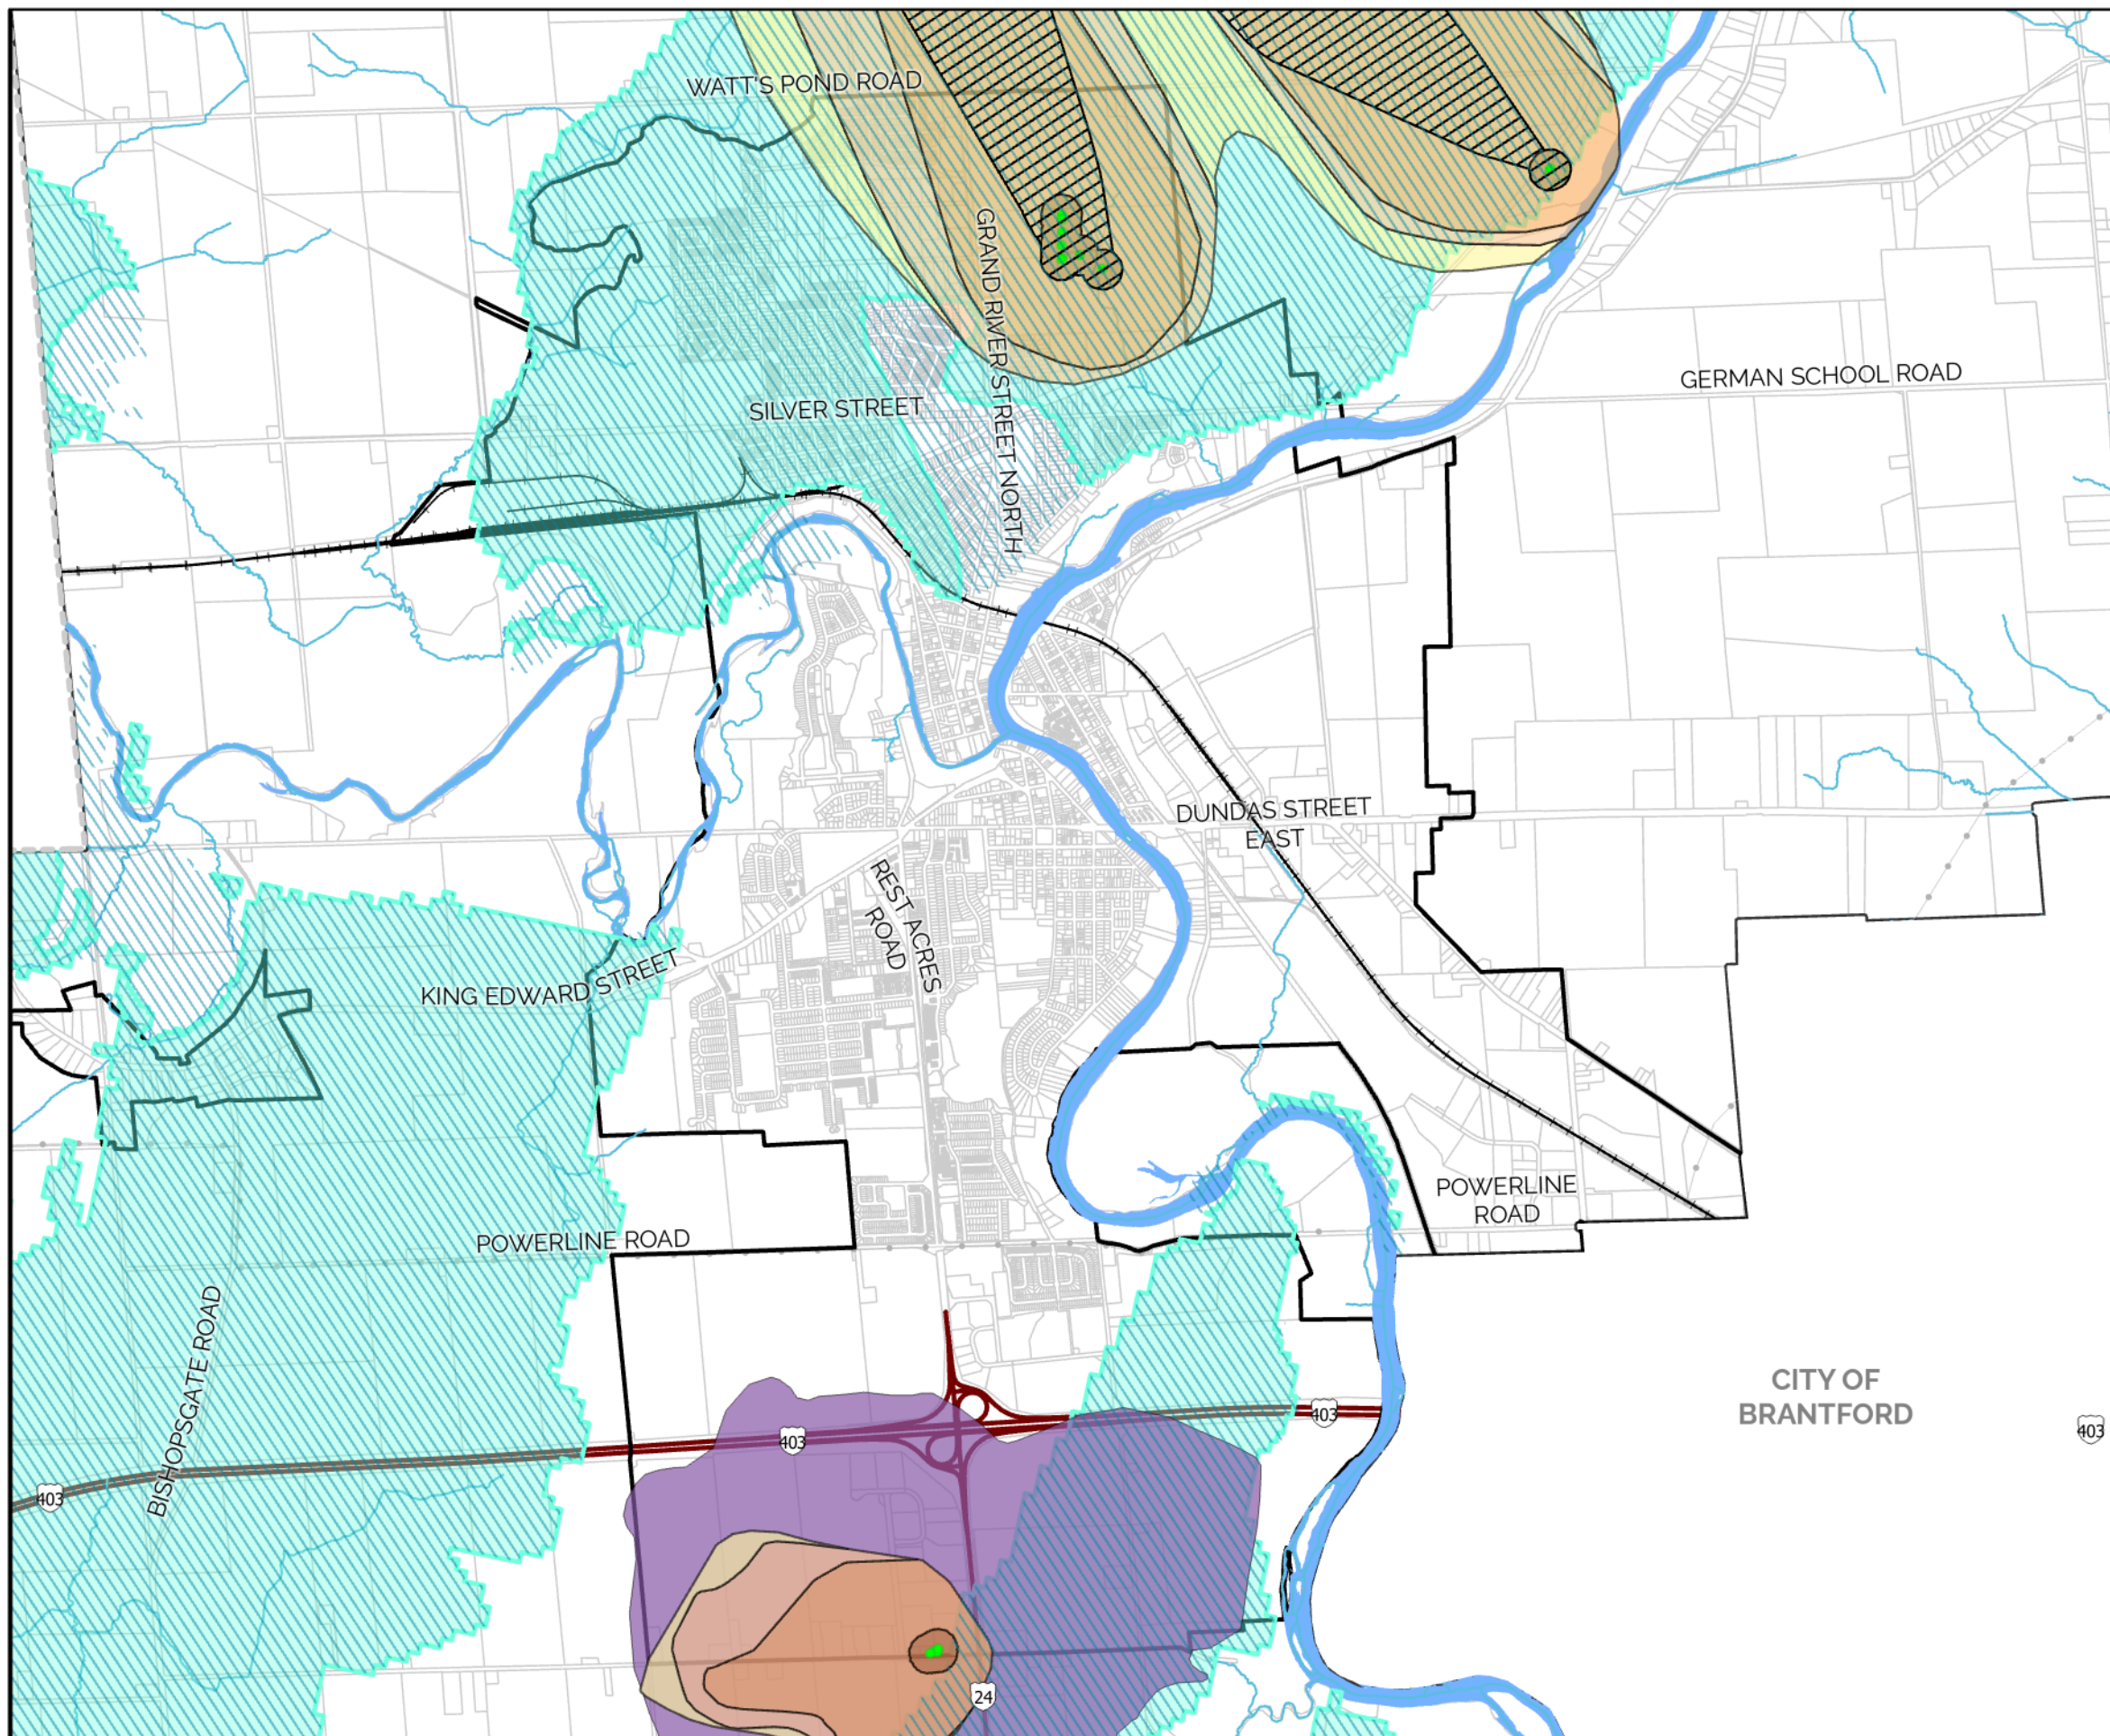 WATT'S POND ROAD
GRAND RIVER STREET NORTH
GERMAN SCHOOL ROAD
SILVER STREET
DUNDAS STREET
EAST
REST ACRES
ROAD
KING EDWARD STREET
POWERLINE
ROAD
POWERLINE ROAD
BISHOPSGATE ROAD
CITY OF
BRANTFORD
403
403
403
403
24